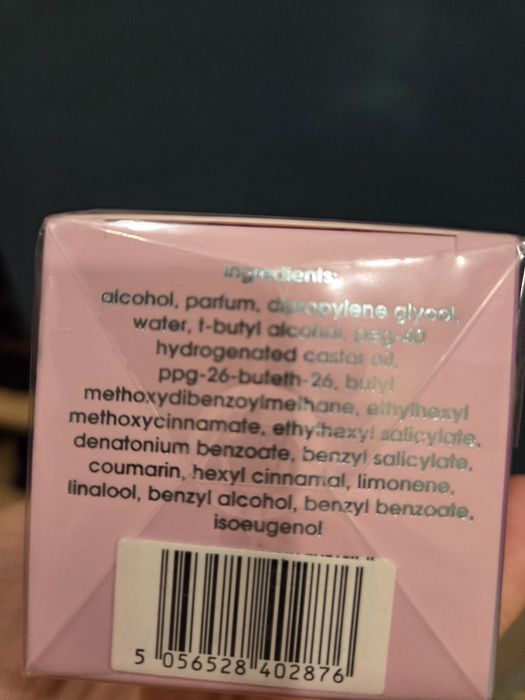 ingredients:
alcohol, parfum, dipropylene glycol,
water, t-butyl alcohol, peg-40
hydrogenated castor oil,
ppg-26-buteth-26, butyl
methoxydibenzoylmethane, ethylhexyl
methoxycinnamate, ethylhexyl salicylate,
denatonium benzoate, benzyl salicylate,
coumarin, hexyl cinnamal, limonene,
linalool, benzyl alcohol, benzyl benzoate,
isoeugenol
5 056528 402876